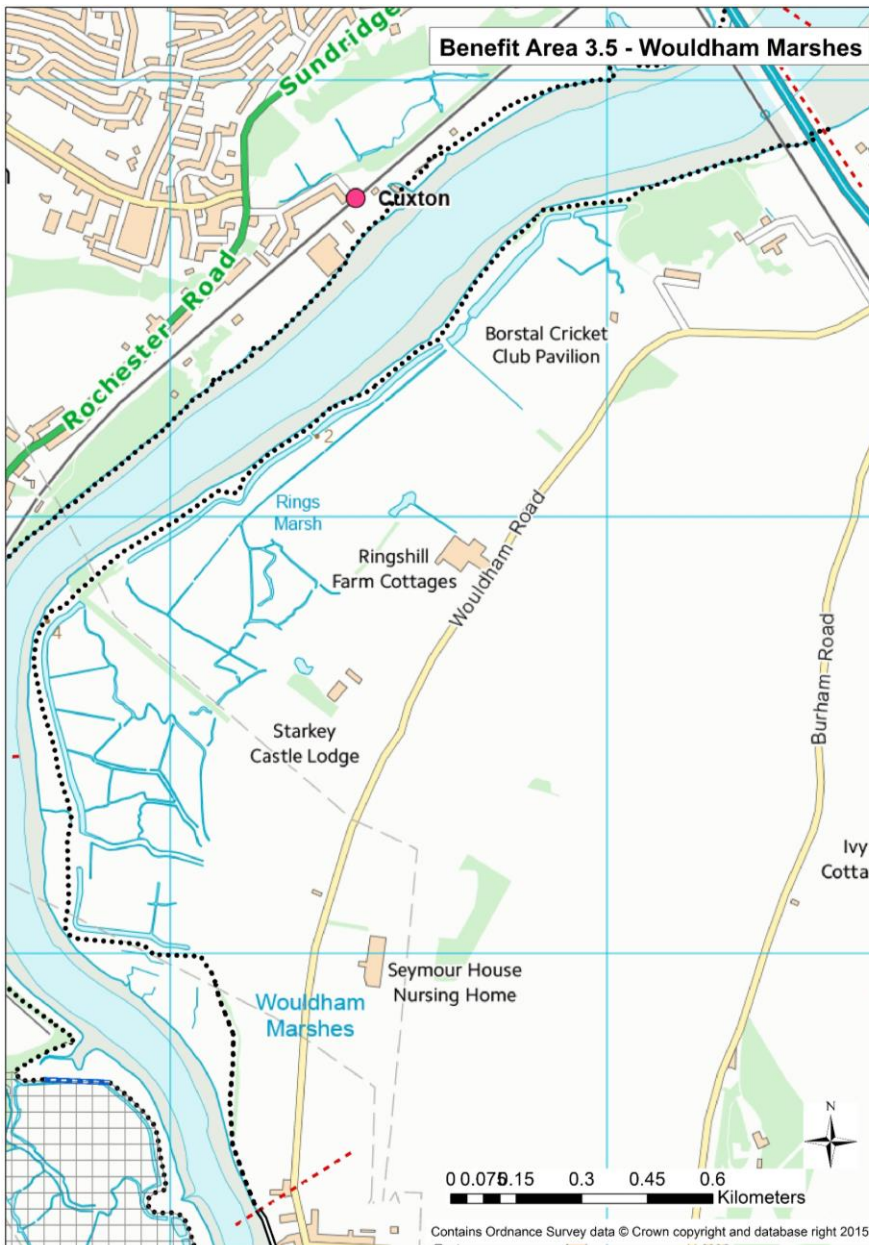 Benefit Area 3.5 - Wouldham Marshes
Sundridge
Cuxton
Rochester Road
Borstal Cricket
Club Pavilion
2
Rings
Marsh
Ringshill
Farm Cottages
Wouldham Road
4
Burham Road
Starkey
Castle Lodge
Ivy
Cotta
Seymour House
Nursing Home
Wouldham
Marshes
N
0 0.075 0.15 0.3 0.45 0.6
Kilometers
Contains Ordnance Survey data © Crown copyright and database right 2015